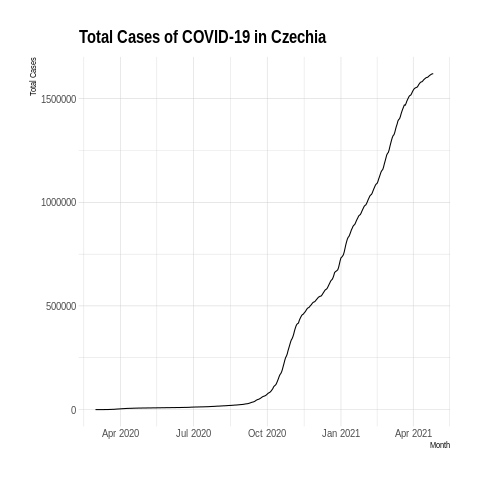 Total Cases of COVID-19 in Czechia
Total Cases
1500000
1000000
500000
0
Apr 2020 Jul 2020 Oct 2020 Jan 2021 Apr 2021
Month